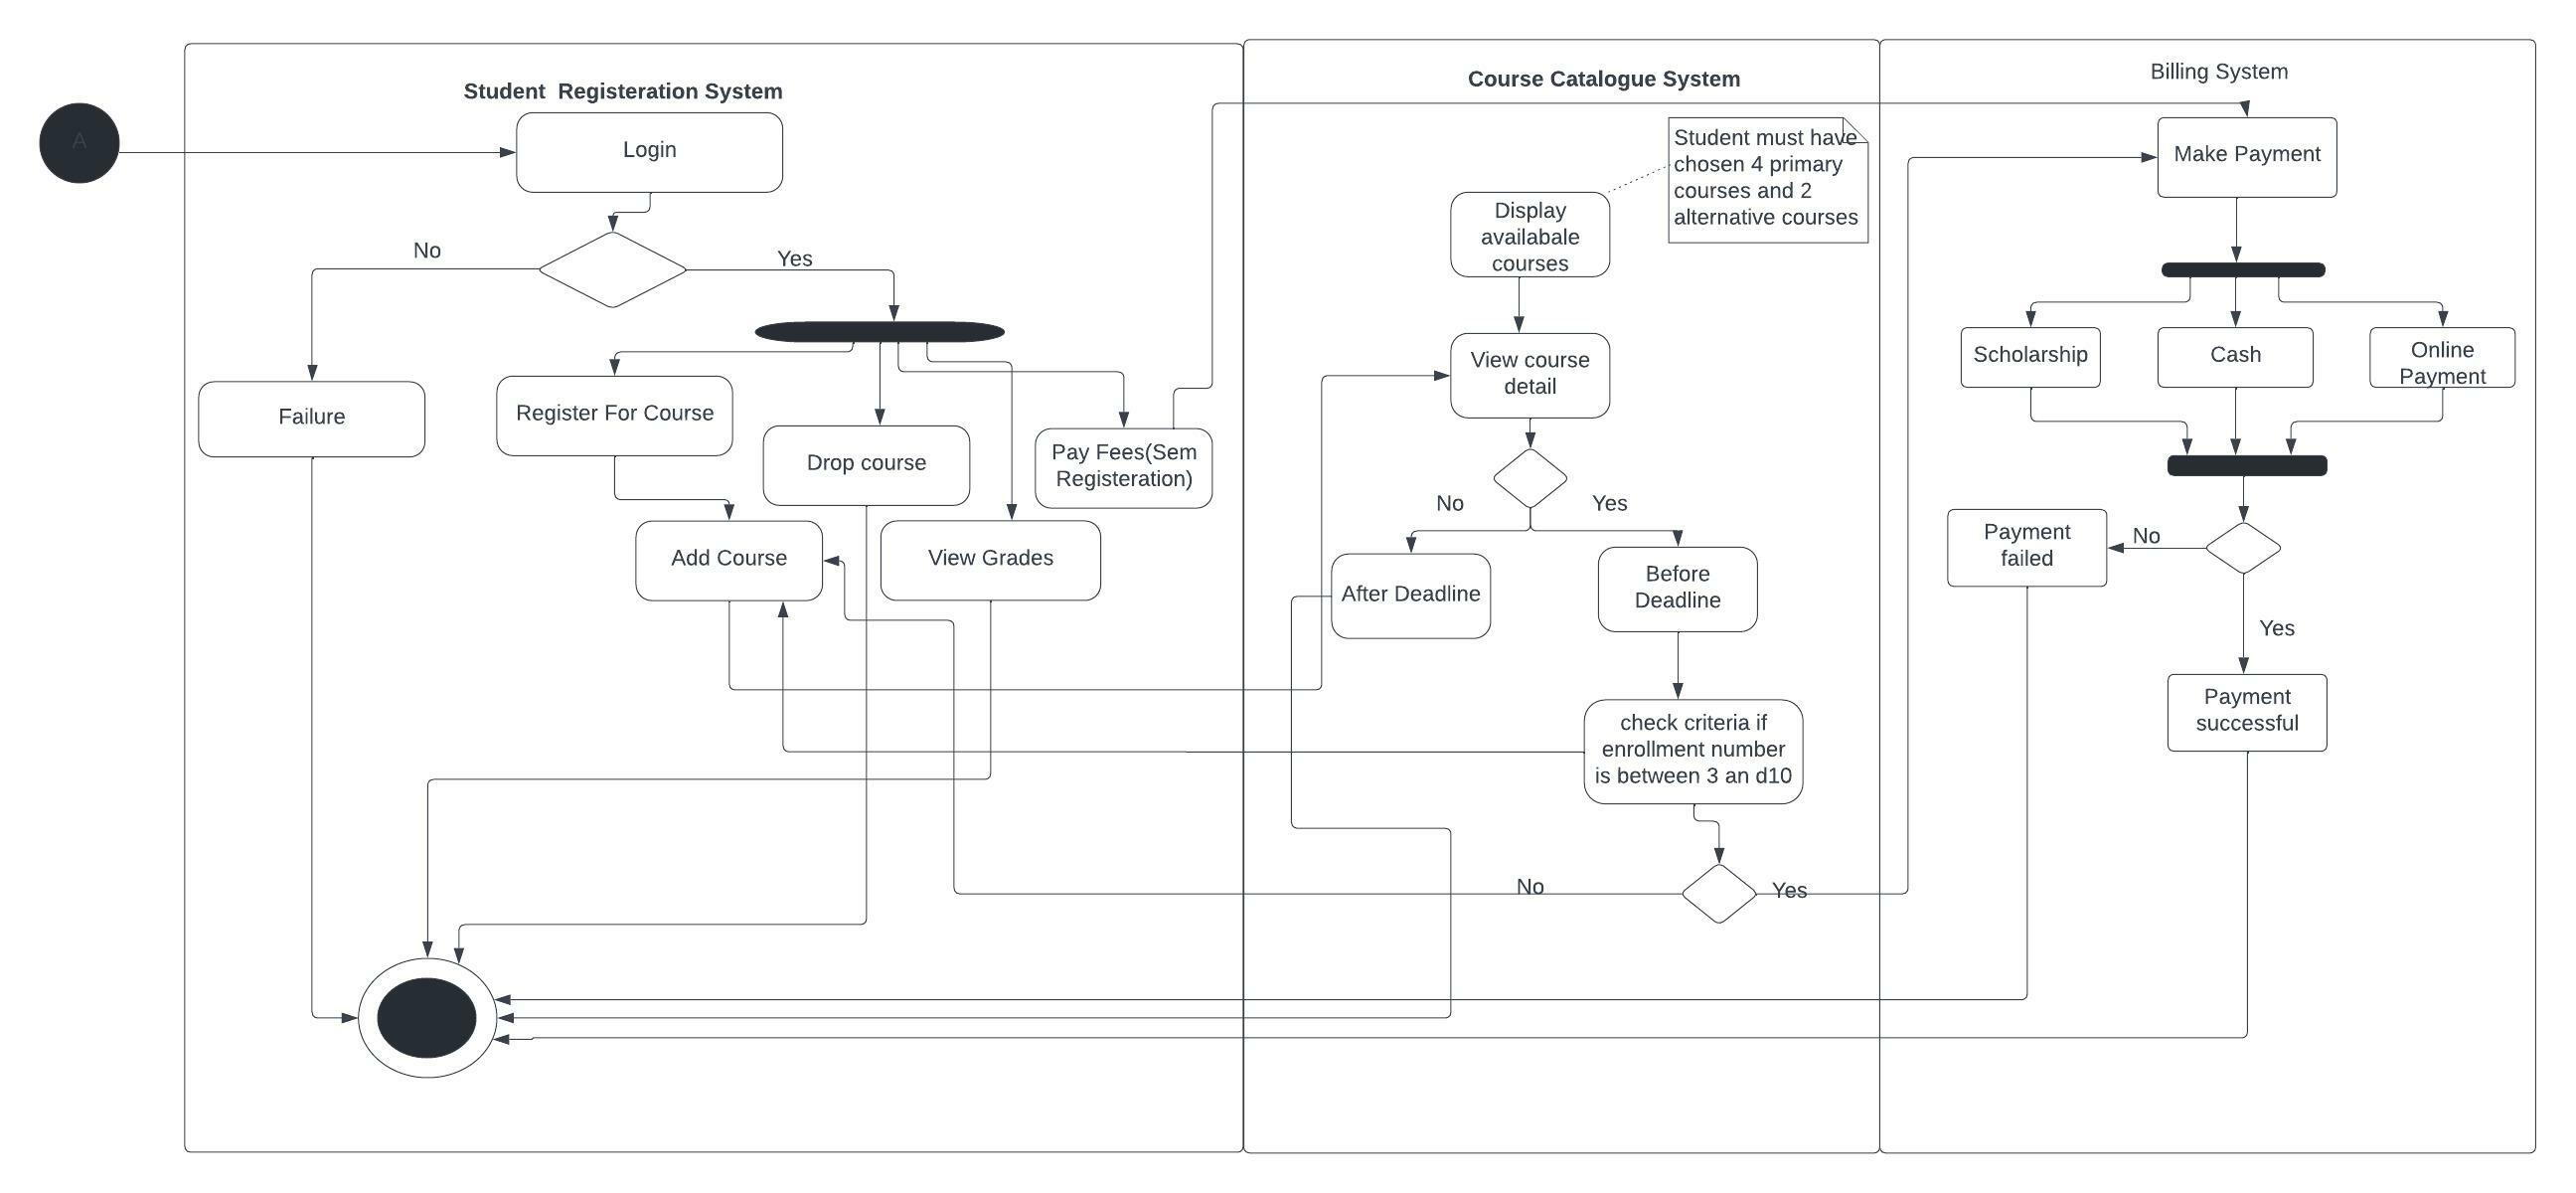 A
Student  Registeration System
Login
No
Yes
Failure
Register For Course
Drop course
Pay Fees(Sem
Registeration)
Add Course
View Grades
Course Catalogue System
Student must have
chosen 4 primary
courses and 2
alternative courses
Display
availabale
courses
View course
detail
No
Yes
After Deadline
Before
Deadline
check criteria if
enrollment number
is between 3 an d10
No
Yes
Billing System
Make Payment
Scholarship
Cash
Online
Payment
Payment
failed
No
Yes
Payment
successful